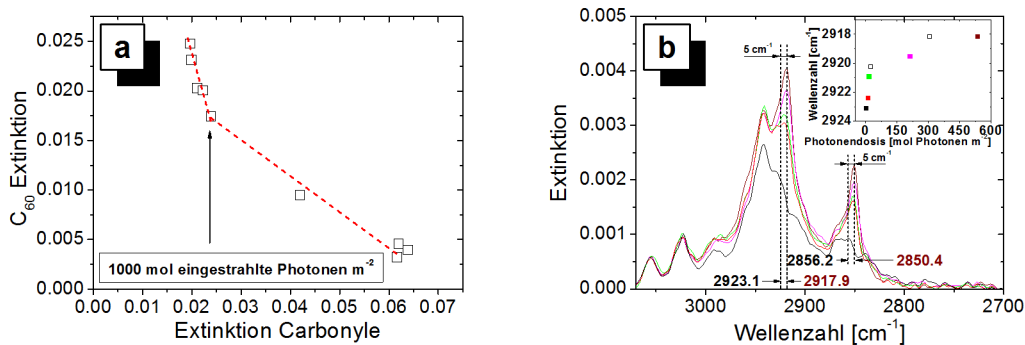 a
0.025
0.020
0.015
0.010
0.005
0.000
C60 Extinktion
1000 mol eingestrahlte Photonen m-2
0.00 0.01 0.02 0.03 0.04 0.05 0.06 0.07
Extinktion Carbonyle
b
0.005
0.004
0.003
0.002
0.001
0.000
Extinktion
5 cm-1
5 cm-1
2856.2 2850.4
2923.1 2917.9
3000 2900 2800 2700
Wellenzahl [cm-1]
2918
2920
2922
2924
Wellenzahl [cm-1]
0 150 300 450 600
Photonendosis [mol Photonen m-2]